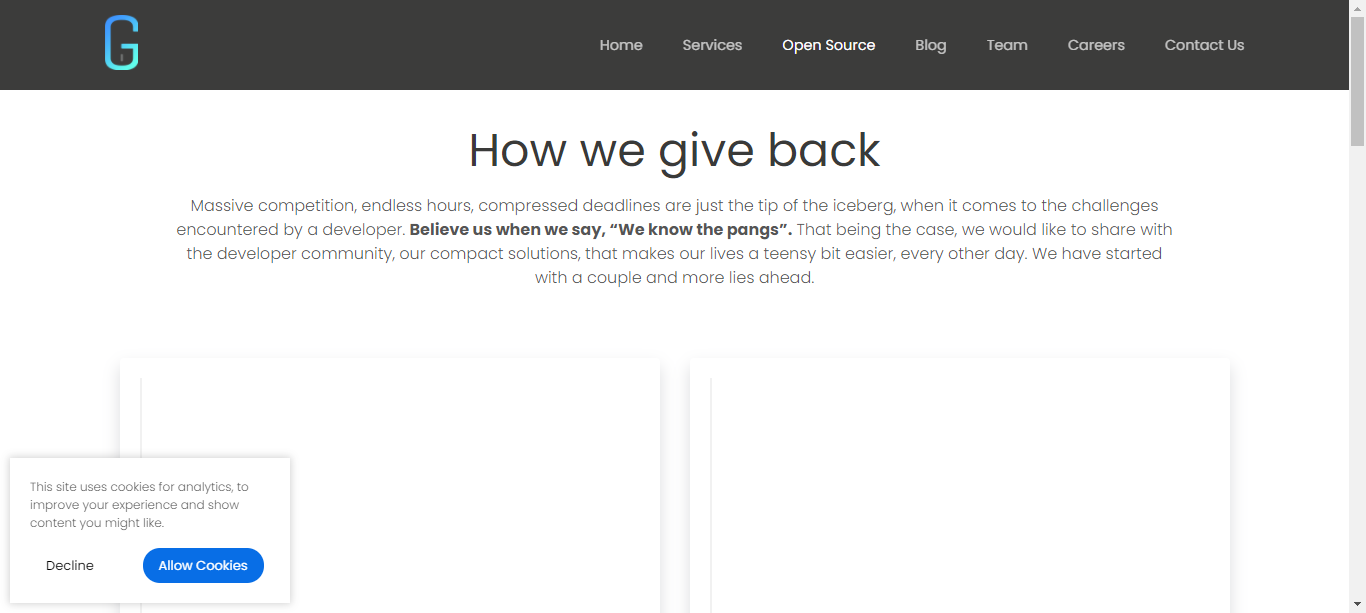 G
Home Services Open Source Blog Team Careers Contact Us
How we give back
Massive competition, endless hours, compressed deadlines are just the tip of the iceberg, when it comes to the challenges
encountered by a developer. Believe us when we say, “We know the pangs”. That being the case, we would like to share with
the developer community, our compact solutions, that makes our lives a teensy bit easier, every other day. We have started
with a couple and more lies ahead.
This site uses cookies for analytics, to
improve your experience and show
content you might like.
Decline Allow Cookies